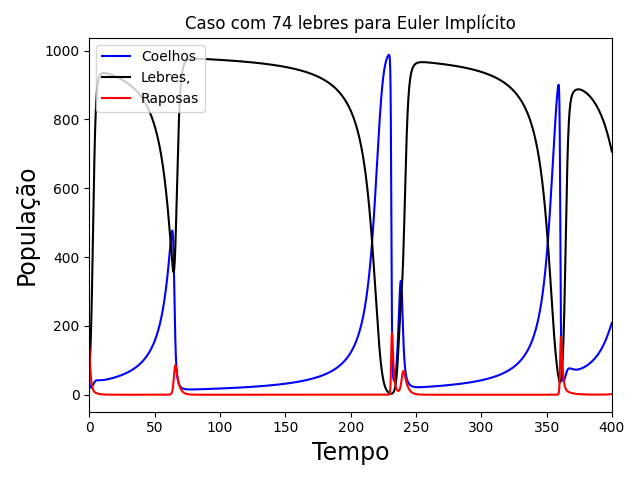 Caso com 74 lebres para Euler Implícito
Coelhos
Lebres,
Raposas
População
1000
800
600
400
200
0
0 50 100 150 200 250 300 350 400
Tempo